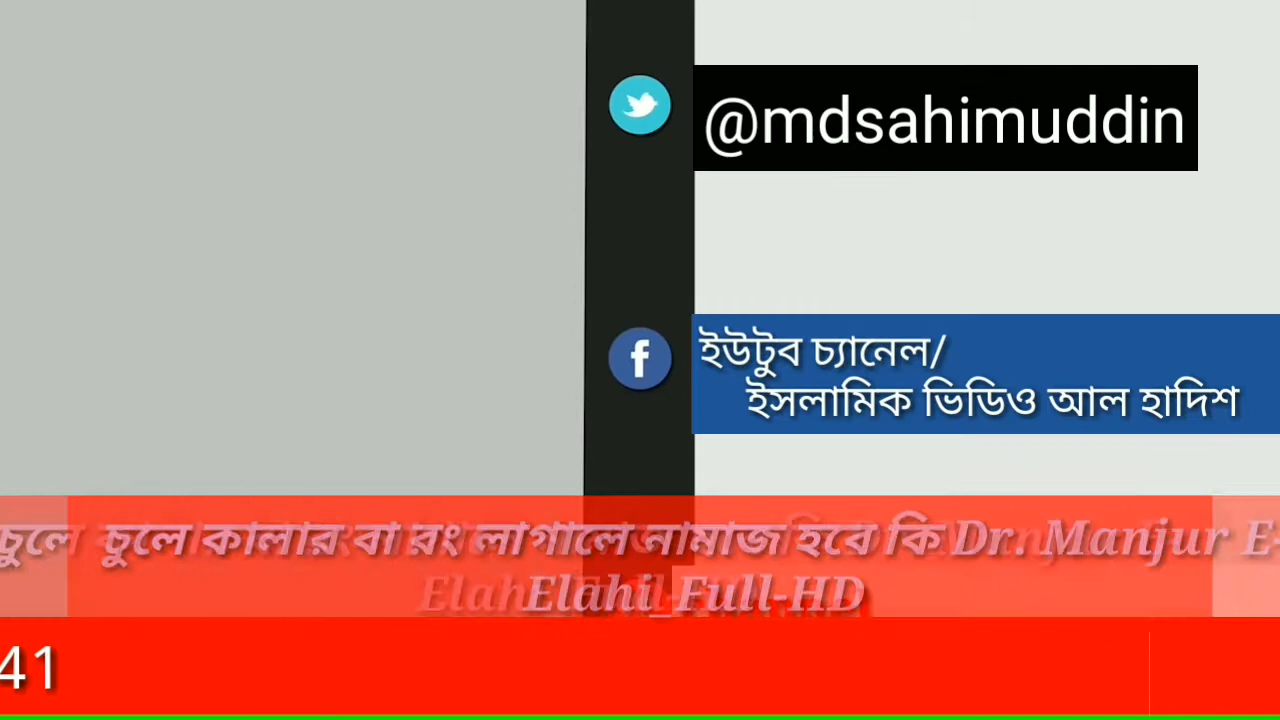 @mdsahimuddin
ইউটুব চ্যানেল/
ইসলামিক ভিডিও আল হাদিশ
চুলে চুলে কালার বা রং লাগালে নামাজ হবে কি Dr. Manjur E-
Elahi_Full-HD
41